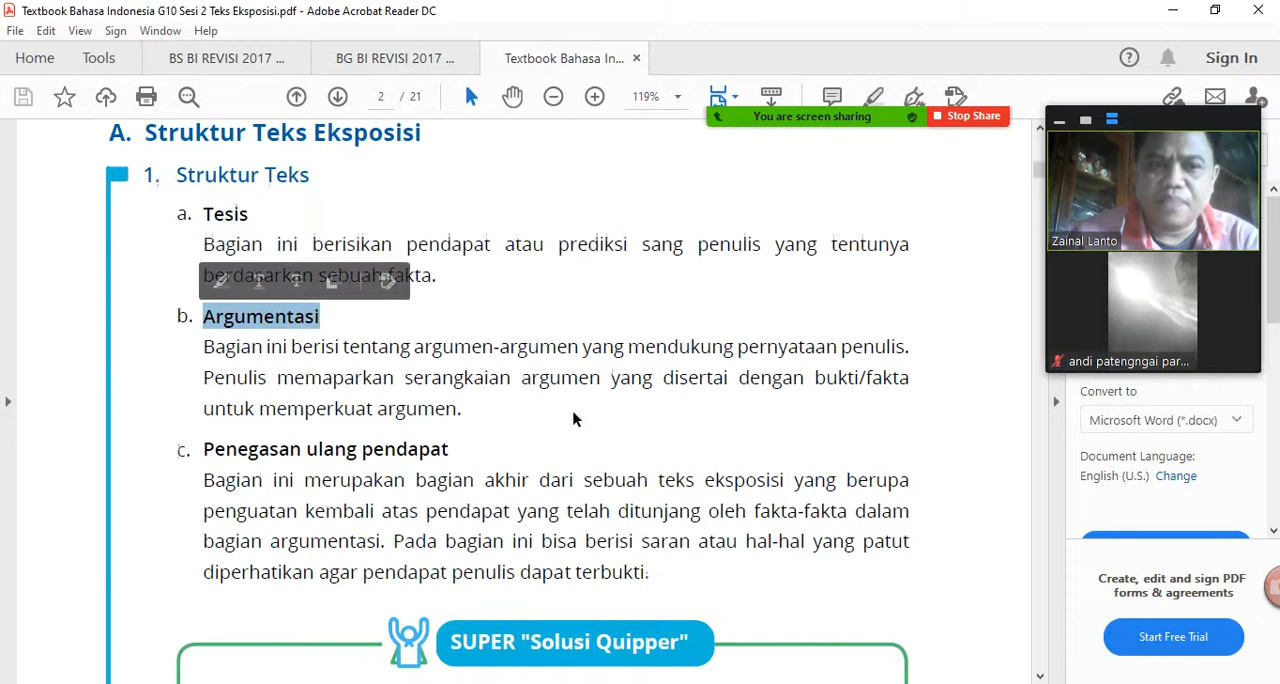 Textbook Bahasa Indonesia G10 Sesi 2 Teks Eksposisi.pdf - Adobe Acrobat Reader DC
File Edit View Sign Window Help
Home Tools BS BI REVISI 2017 ... BG BI REVISI 2017 ... Textbook Bahasa In... × Sign In
2 / 21 119%
You are screen sharing Stop Share
A. Struktur Teks Eksposisi
1. Struktur Teks
a. Tesis
Bagian ini berisikan pendapat atau prediksi sang penulis yang tentunya
berdasarkan sebuah fakta.
b. Argumentasi
Bagian ini berisi tentang argumen-argumen yang mendukung pernyataan penulis.
Penulis memaparkan serangkaian argumen yang disertai dengan bukti/fakta
untuk memperkuat argumen.
c. Penegasan ulang pendapat
Bagian ini merupakan bagian akhir dari sebuah teks eksposisi yang berupa
penguatan kembali atas pendapat yang telah ditunjang oleh fakta-fakta dalam
bagian argumentasi. Pada bagian ini bisa berisi saran atau hal-hal yang patut
diperhatikan agar pendapat penulis dapat terbukti.
SUPER "Solusi Quipper"
Zainal Lanto
andi patengngai par...
Convert to
Microsoft Word (*.docx)
Document Language:
English (U.S.) Change
Create, edit and sign PDF
forms & agreements
Start Free Trial